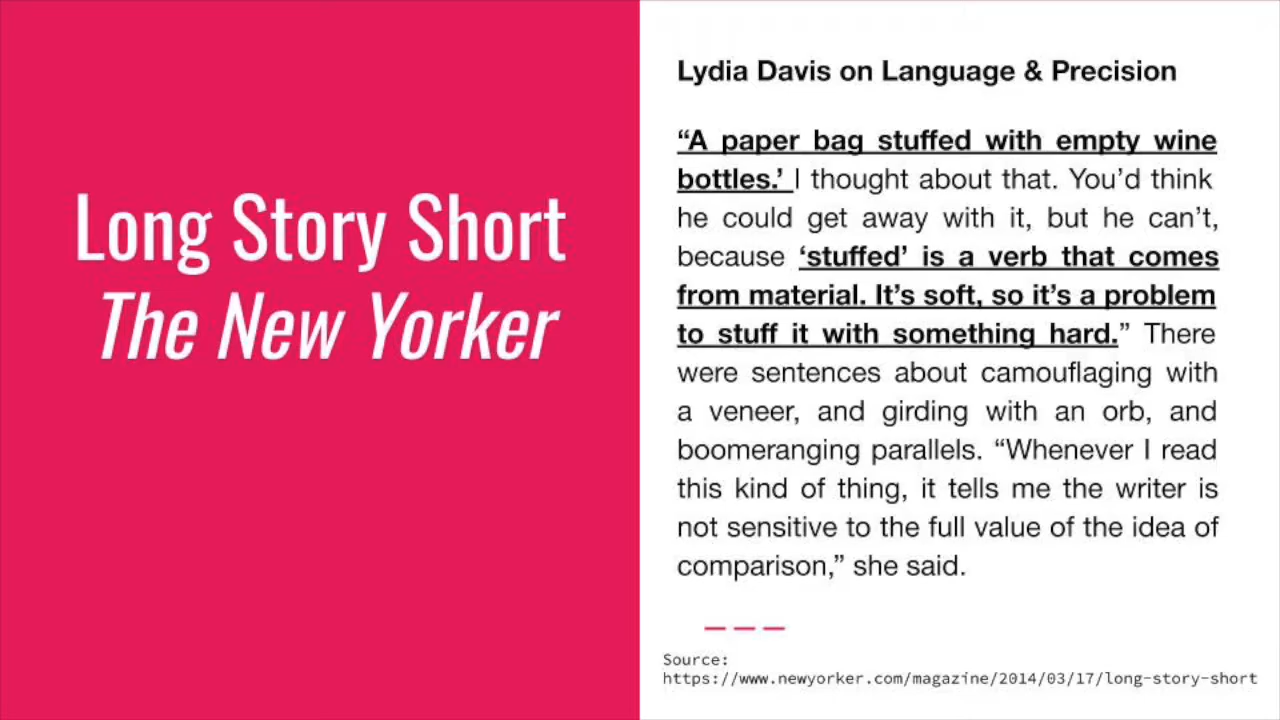 Long Story Short
The New Yorker
Lydia Davis on Language & Precision
“A paper bag stuffed with empty wine
bottles.’ I thought about that. You’d think
he could get away with it, but he can’t,
because ‘stuffed’ is a verb that comes
from material. It’s soft, so it’s a problem
to stuff it with something hard.” There
were sentences about camouflaging with
a veneer, and girding with an orb, and
boomeranging parallels. “Whenever I read
this kind of thing, it tells me the writer is
not sensitive to the full value of the idea of
comparison,” she said.
Source:
https://www.newyorker.com/magazine/2014/03/17/long-story-short